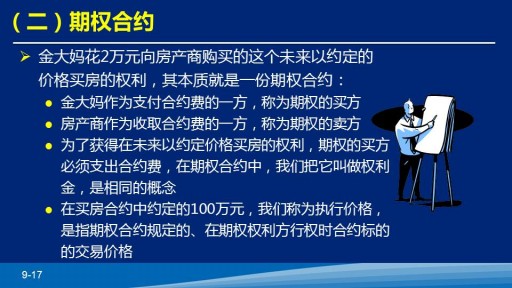 （二）期权合约
金大妈花2万元向房产商购买的这个未来以约定的
价格买房的权利，其本质就是一份期权合约：
金大妈作为支付合约费的一方，称为期权的买方
房产商作为收取合约费的一方，称为期权的卖方
为了获得在未来以约定价格买房的权利，期权的买方
必须支出合约费，在期权合约中，我们把它叫做权利
金，是相同的概念
在买房合约中约定的100万元，我们称为执行价格，
是指期权合约规定的、在期权权利方行权时合约标的
的交易价格
9-17